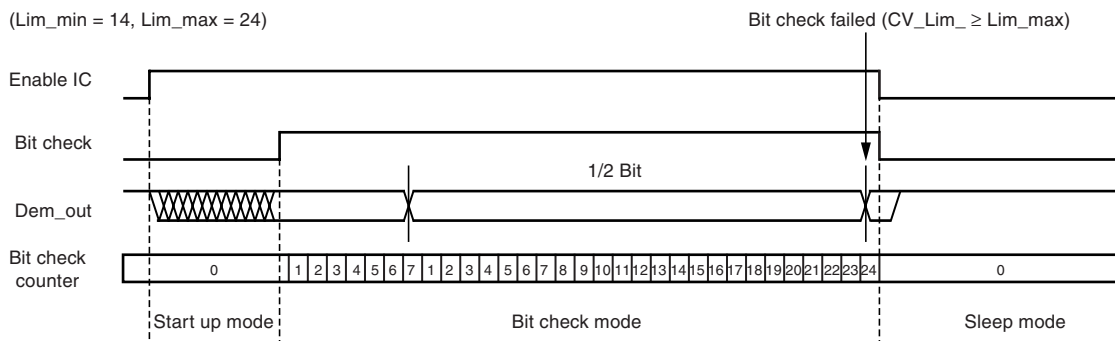 (Lim_min = 14, Lim_max = 24)
Bit check failed (CV_Lim_ ≥ Lim_max)
Enable IC
Bit check
1/2 Bit
Dem_out
Bit check counter
0 1 2 3 4 5 6 7 1 2 3 4 5 6 7 8 9 10 11 12 13 14 15 16 17 18 19 20 21 22 23 24 0
Start up mode Bit check mode Sleep mode